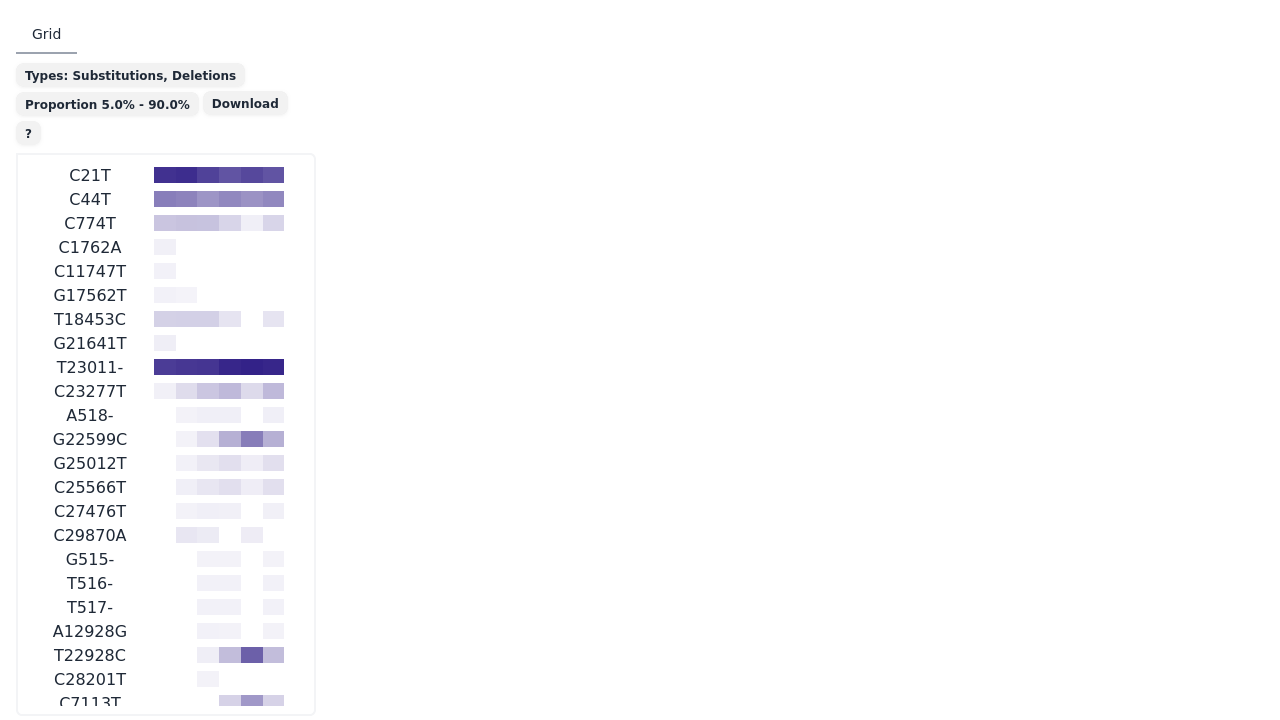 Grid
Types: Substitutions, Deletions
Proportion 5.0% - 90.0%
Download
?
C21T
C44T
C774T
C1762A
C11747T
G17562T
T18453C
G21641T
T23011-
C23277T
A518-
G22599C
G25012T
C25566T
C27476T
C29870A
G515-
T516-
T517-
A12928G
T22928C
C28201T
C7113T